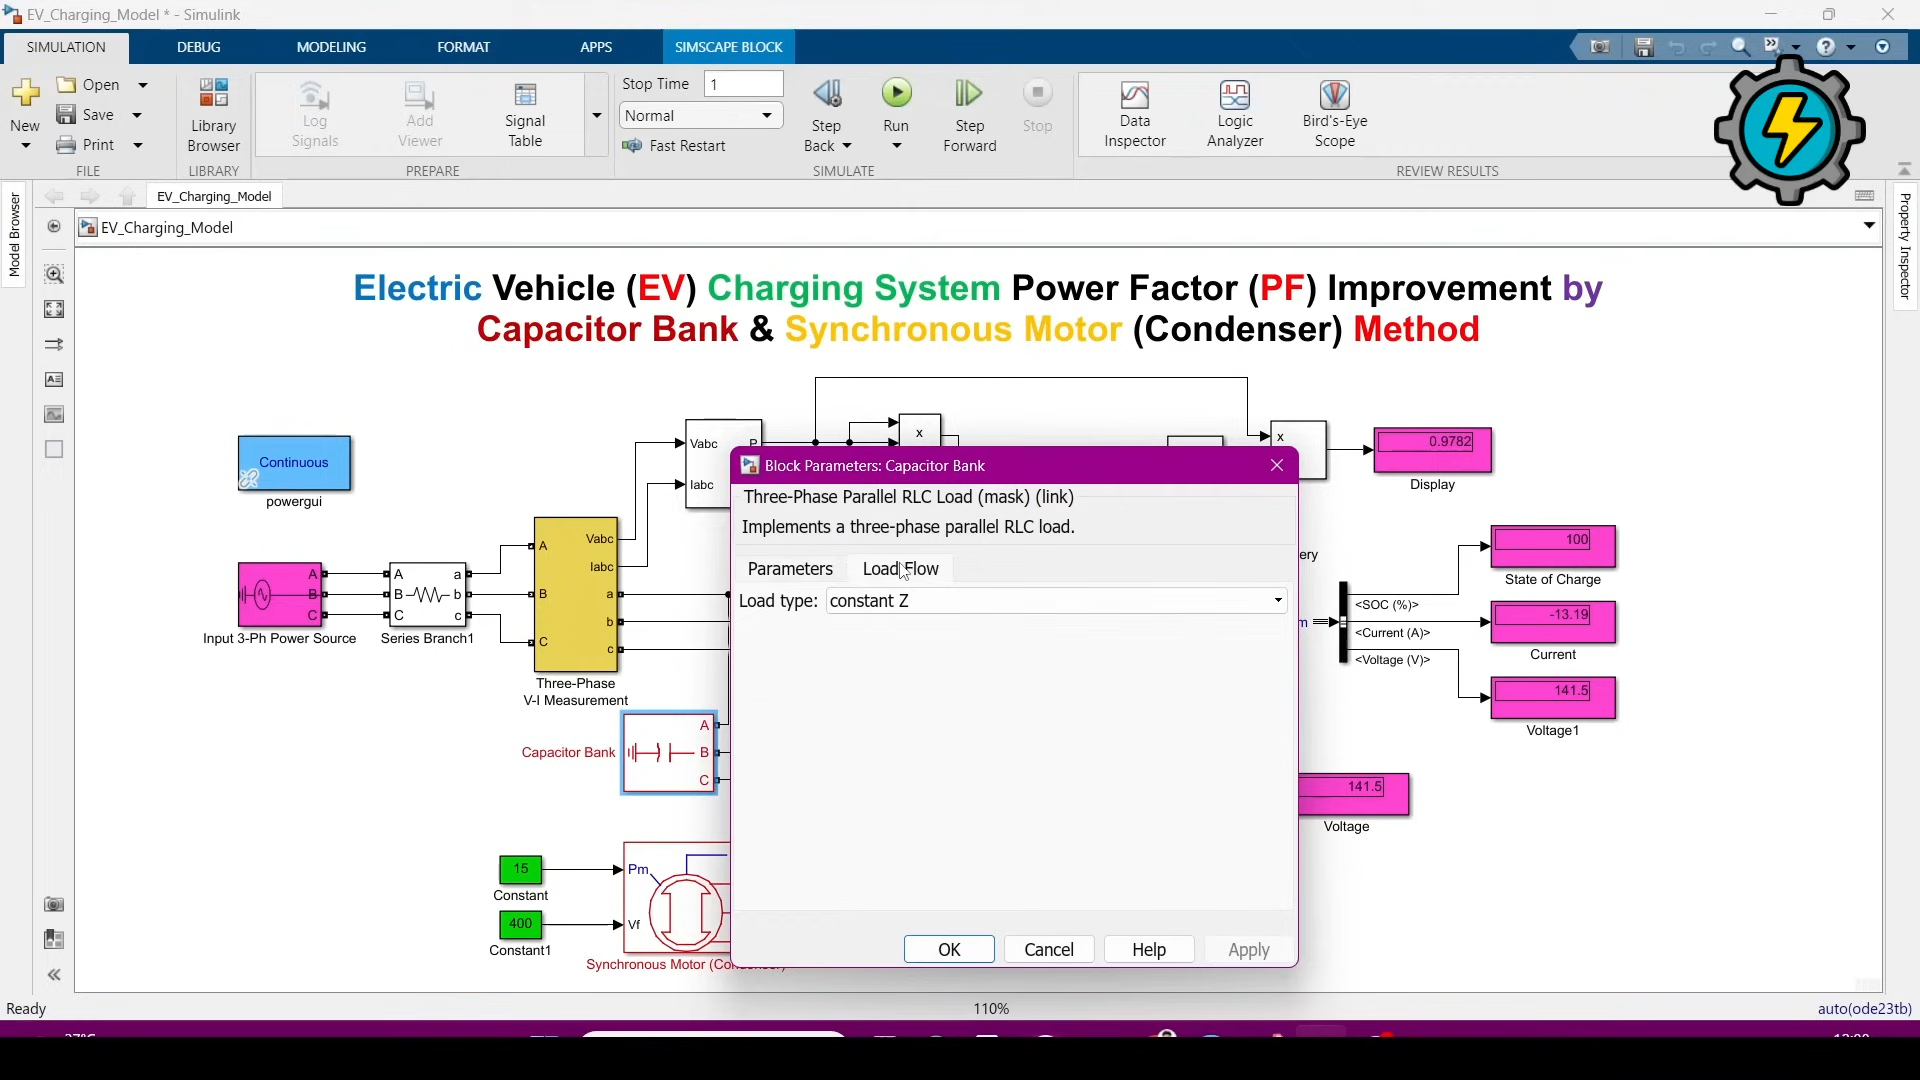 EV_Charging_Model * - Simulink
SIMULATION
DEBUG
MODELING
FORMAT
APPS
SIMSCAPE BLOCK
New
Open
Save
Print
FILE
Library
Browser
LIBRARY
Log
Signals
Add
Viewer
Signal
Table
PREPARE
Stop Time 1
Normal
Fast Restart
Step
Back
Run
Step
Forward
Stop
SIMULATE
Data
Inspector
Logic
Analyzer
Bird's-Eye
Scope
REVIEW RESULTS
Model Browser
Property Inspector
EV_Charging_Model
EV_Charging_Model
Electric Vehicle (EV) Charging System Power Factor (PF) Improvement by
Capacitor Bank & Synchronous Motor (Condenser) Method
Continuous
powergui
A
B
C
Input 3-Ph Power Source
A a
B b
C c
Series Branch1
A
B
C
Vabc
Iabc
a
b
c
Three-Phase
V-I Measurement
Vabc
Iabc
P
x
x
0.9782
Display
Block Parameters: Capacitor Bank
Three-Phase Parallel RLC Load (mask) (link)
Implements a three-phase parallel RLC load.
Parameters
Load Flow
Load type: constant Z
OK
Cancel
Help
Apply
ery
m
<SOC (%)>
<Current (A)>
<Voltage (V)>
100
State of Charge
-13.19
Current
141.5
Voltage1
141.5
Voltage
Capacitor Bank
A
B
C
15
Constant
400
Constant1
Pm
Vf
Synchronous Motor (Condenser)
Ready
110%
auto(ode23tb)